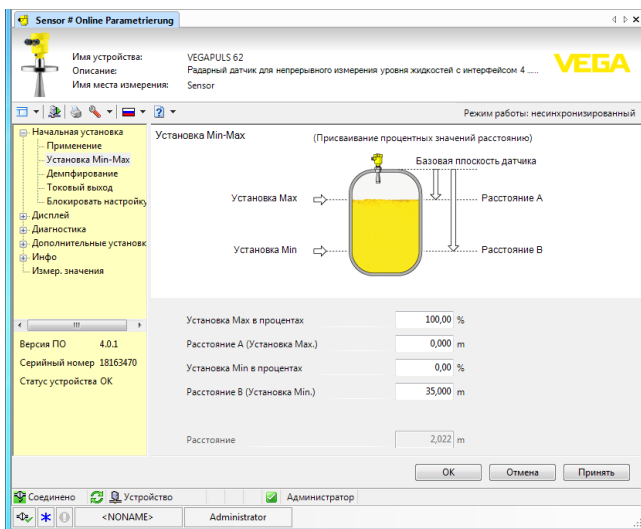 Sensor # Online Parametrierung
Имя устройства: VEGAPULS 62
Описание: Радарный датчик для непрерывного измерения уровня жидкостей с интерфейсом 4 .....
Имя места измерения: Sensor
VEGA
Режим работы: несинхронизированный
Начальная установка
Применение
Установка Min-Max
Демпфирование
Токовый выход
Блокировать настройку
Дисплей
Диагностика
Дополнительные установк
Инфо
Измер. значения
Версия ПО 4.0.1
Серийный номер 18163470
Статус устройства OK
Установка Min-Max (Присваивание процентных значений расстоянию)
Базовая плоскость датчика
Установка Max Расстояние A
Установка Min Расстояние B
Установка Max в процентах 100,00 %
Расстояние A (Установка Max.) 0,000 m
Установка Min в процентах 0,00 %
Расстояние B (Установка Min.) 35,000 m
Расстояние 2,022 m
OK Отмена Принять
Соединено Устройство Администратор
<NONAME> Administrator